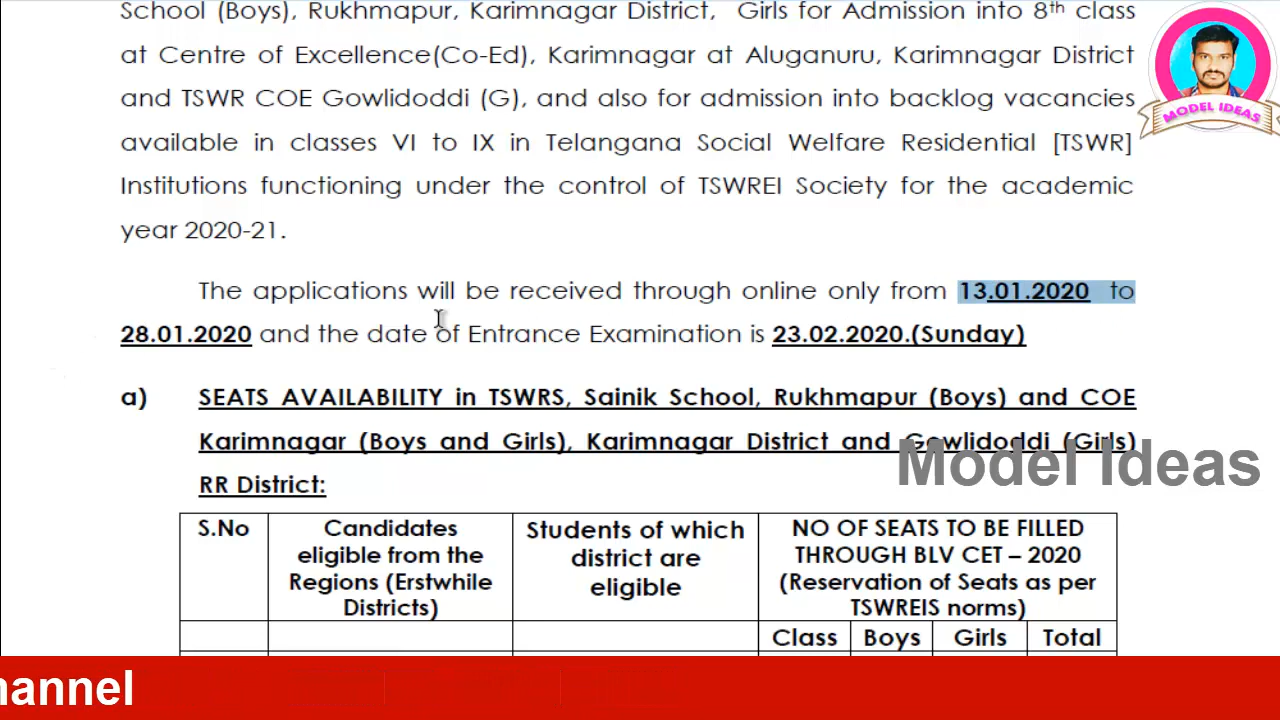 School (Boys), Rukhmapur, Karimnagar District, Girls for Admission into 8th class
at Centre of Excellence(Co-Ed), Karimnagar at Aluganuru, Karimnagar District
and TSWR COE Gowlidoddi (G), and also for admission into backlog vacancies
available in classes VI to IX in Telangana Social Welfare Residential [TSWR]
Institutions functioning under the control of TSWREI Society for the academic
year 2020-21.
MODEL IDEAS
The applications will be received through online only from 13.01.2020 to
28.01.2020 and the date of Entrance Examination is 23.02.2020.(Sunday)
a) SEATS AVAILABILITY in TSWRS, Sainik School, Rukhmapur (Boys) and COE
Karimnagar (Boys and Girls), Karimnagar District and Gowlidoddi (Girls)
RR District:
Model Ideas
S.No
Candidates
eligible from the
Regions (Erstwhile
Districts)
Students of which
district are
eligible
NO OF SEATS TO BE FILLED
THROUGH BLV CET – 2020
(Reservation of Seats as per
TSWREIS norms)
Class Boys Girls Total
hannel